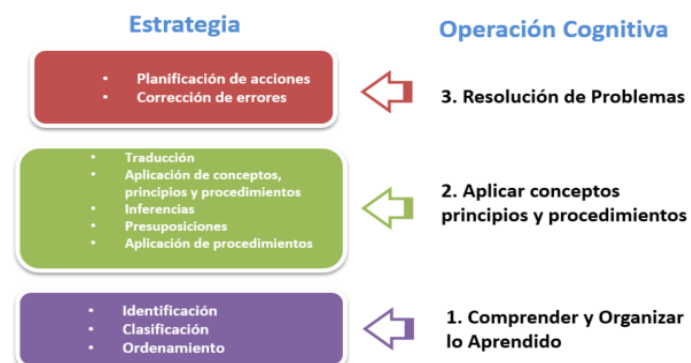 Estrategia
Operación Cognitiva
• Planificación de acciones
• Corrección de errores
3. Resolución de Problemas
• Traducción
• Aplicación de conceptos,
principios y procedimientos
• Inferencias
• Presuposiciones
• Aplicación de procedimientos
2. Aplicar conceptos
principios y procedimientos
• Identificación
• Clasificación
• Ordenamiento
1. Comprender y Organizar
lo Aprendido